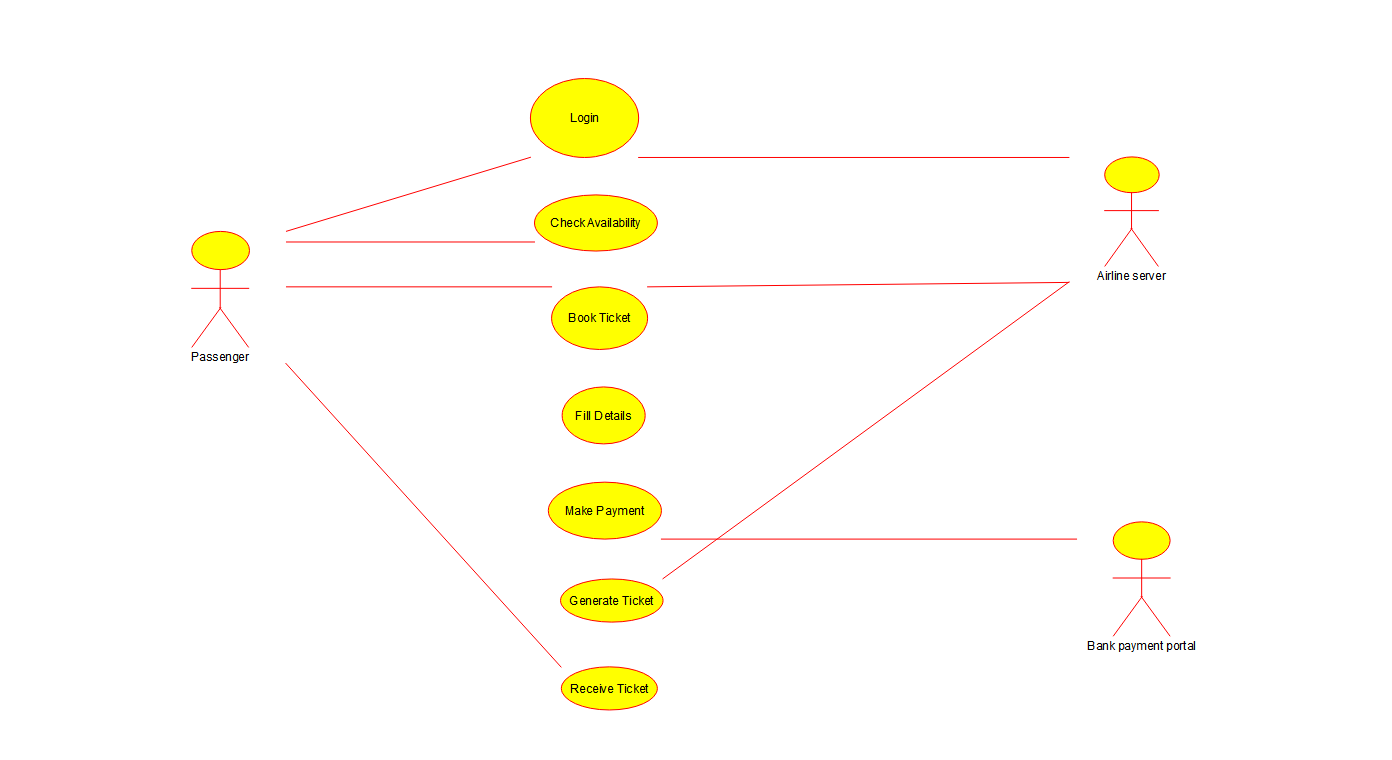 Login
Check Availability
Airline server
Book Ticket
Passenger
Fill Details
Make Payment
Generate Ticket
Bank payment portal
Receive Ticket